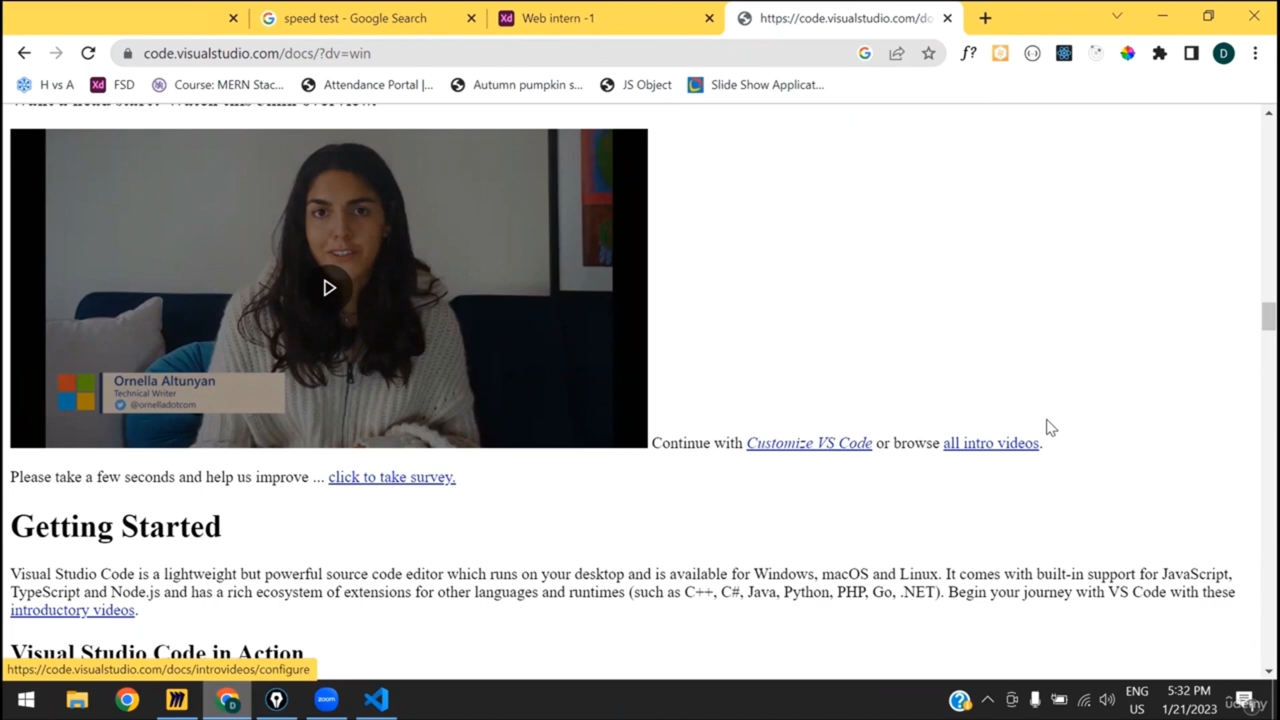 speed test - Google Search
Xd
Web intern -1
https://code.visualstudio.com/do
code.visualstudio.com/docs/?dv=win
f?
D
H vs A
Xd
FSD
Course: MERN Stac...
Attendance Portal |...
Autumn pumpkin s...
JS Object
Slide Show Applicat...
Ornella Altunyan
Technical Writer
@ornelladotcom
Continue with Customize VS Code or browse all intro videos.
Please take a few seconds and help us improve ... click to take survey.
Getting Started
Visual Studio Code is a lightweight but powerful source code editor which runs on your desktop and is available for Windows, macOS and Linux. It comes with built-in support for JavaScript,
TypeScript and Node.js and has a rich ecosystem of extensions for other languages and runtimes (such as C++, C#, Java, Python, PHP, Go, .NET). Begin your journey with VS Code with these
introductory videos.
Visual Studio Code in Action
https://code.visualstudio.com/docs/introvideos/configure
zoom
ENG
US
5:32 PM
1/21/2023
udemy